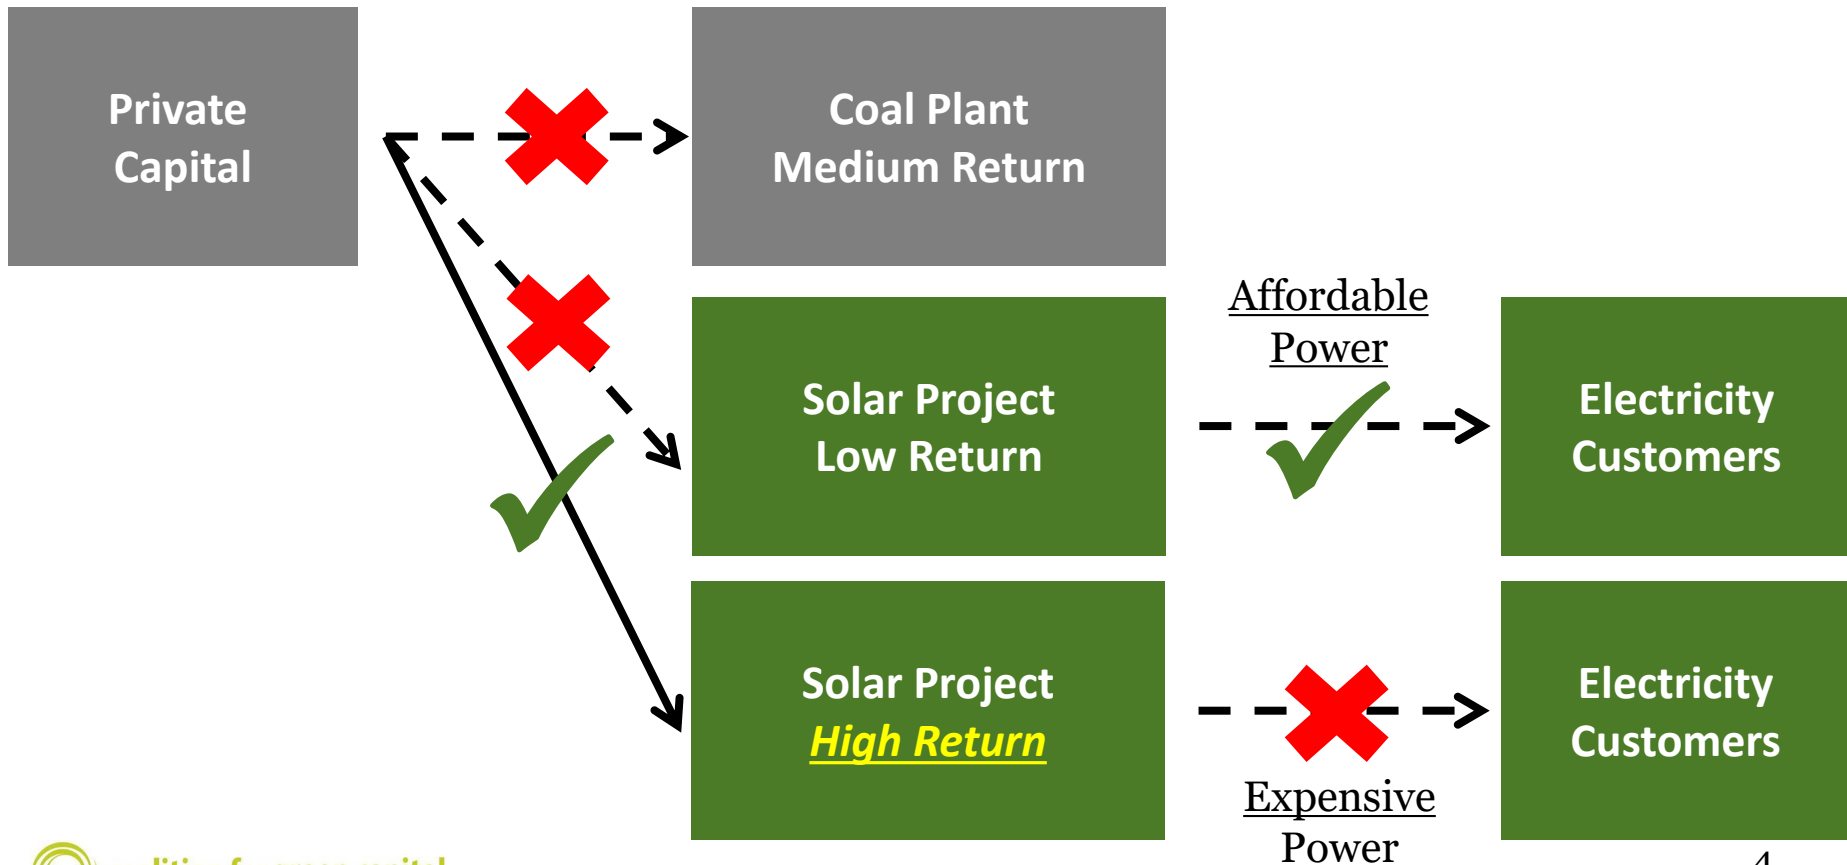 Private
Capital
Coal Plant
Medium Return
Affordable
Power
Solar Project
Low Return
Electricity
Customers
Solar Project
High Return
Electricity
Customers
Expensive
Power
4